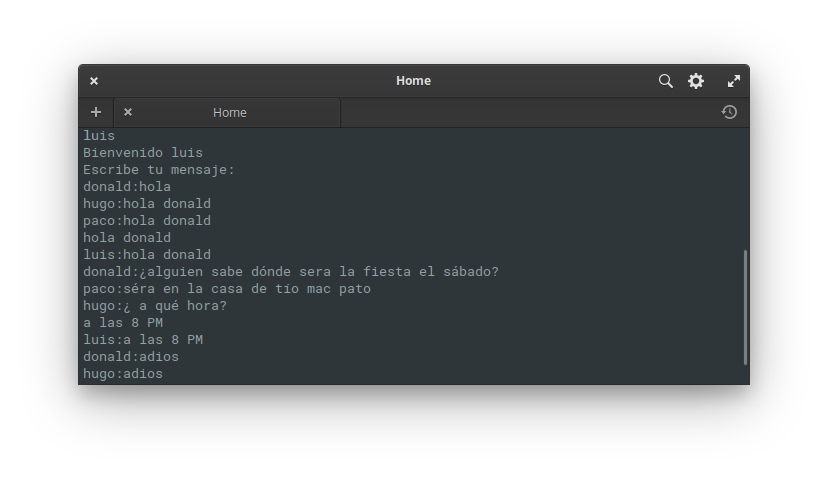 Home
Home
luis
Bienvenido luis
Escribe tu mensaje:
donald:hola
hugo:hola donald
paco:hola donald
hola donald
luis:hola donald
donald:¿alguien sabe dónde sera la fiesta el sábado?
paco:séra en la casa de tío mac pato
hugo:¿ a qué hora?
a las 8 PM
luis:a las 8 PM
donald:adios
hugo:adios